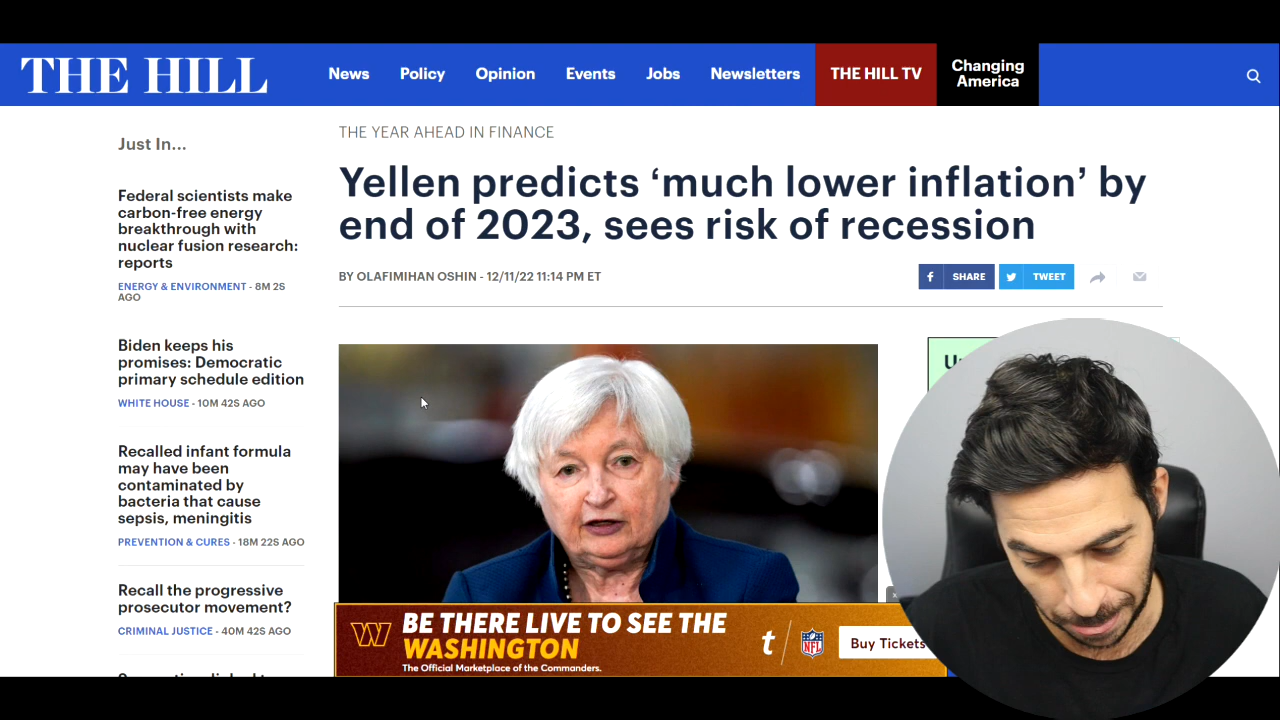 THE HILL
News
Policy
Opinion
Events
Jobs
Newsletters
THE HILL TV
Changing
America
Just In...
Federal scientists make
carbon-free energy
breakthrough with
nuclear fusion research:
reports
ENERGY & ENVIRONMENT - 8M 2S
AGO
Biden keeps his
promises: Democratic
primary schedule edition
WHITE HOUSE - 10M 42S AGO
Recalled infant formula
may have been
contaminated by
bacteria that cause
sepsis, meningitis
PREVENTION & CURES - 18M 22S AGO
Recall the progressive
prosecutor movement?
CRIMINAL JUSTICE - 40M 42S AGO
THE YEAR AHEAD IN FINANCE
Yellen predicts ‘much lower inflation’ by
end of 2023, sees risk of recession
BY OLAFIMIHAN OSHIN - 12/11/22 11:14 PM ET
SHARE
TWEET
W
BE THERE LIVE TO SEE THE
WASHINGTON
The Official Marketplace of the Commanders.
t
NFL
Buy Tickets